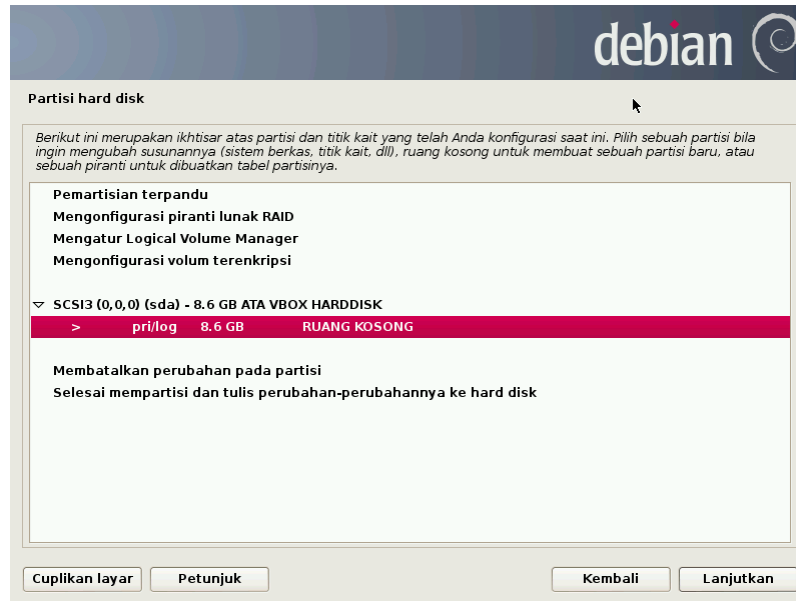 debian
Partisi hard disk
Berikut ini merupakan ikhtisar atas partisi dan titik kait yang telah Anda konfigurasi saat ini. Pilih sebuah partisi bila
ingin mengubah susunannya (sistem berkas, titik kait, dll), ruang kosong untuk membuat sebuah partisi baru, atau
sebuah piranti untuk dibuatkan tabel partisinya.
Pemartisian terpandu
Mengonfigurasi piranti lunak RAID
Mengatur Logical Volume Manager
Mengonfigurasi volum terenkripsi
SCSI3 (0,0,0) (sda) - 8.6 GB ATA VBOX HARDDISK
> pri/log 8.6 GB RUANG KOSONG
Membatalkan perubahan pada partisi
Selesai mempartisi dan tulis perubahan-perubahannya ke hard disk
Cuplikan layar Petunjuk Kembali Lanjutkan